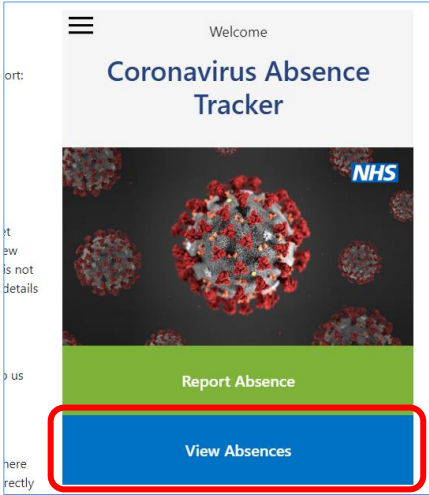 Welcome
Coronavirus Absence
Tracker
NHS
Report Absence
View Absences
ort:
et
ew
is not
details
o us
here
rectly